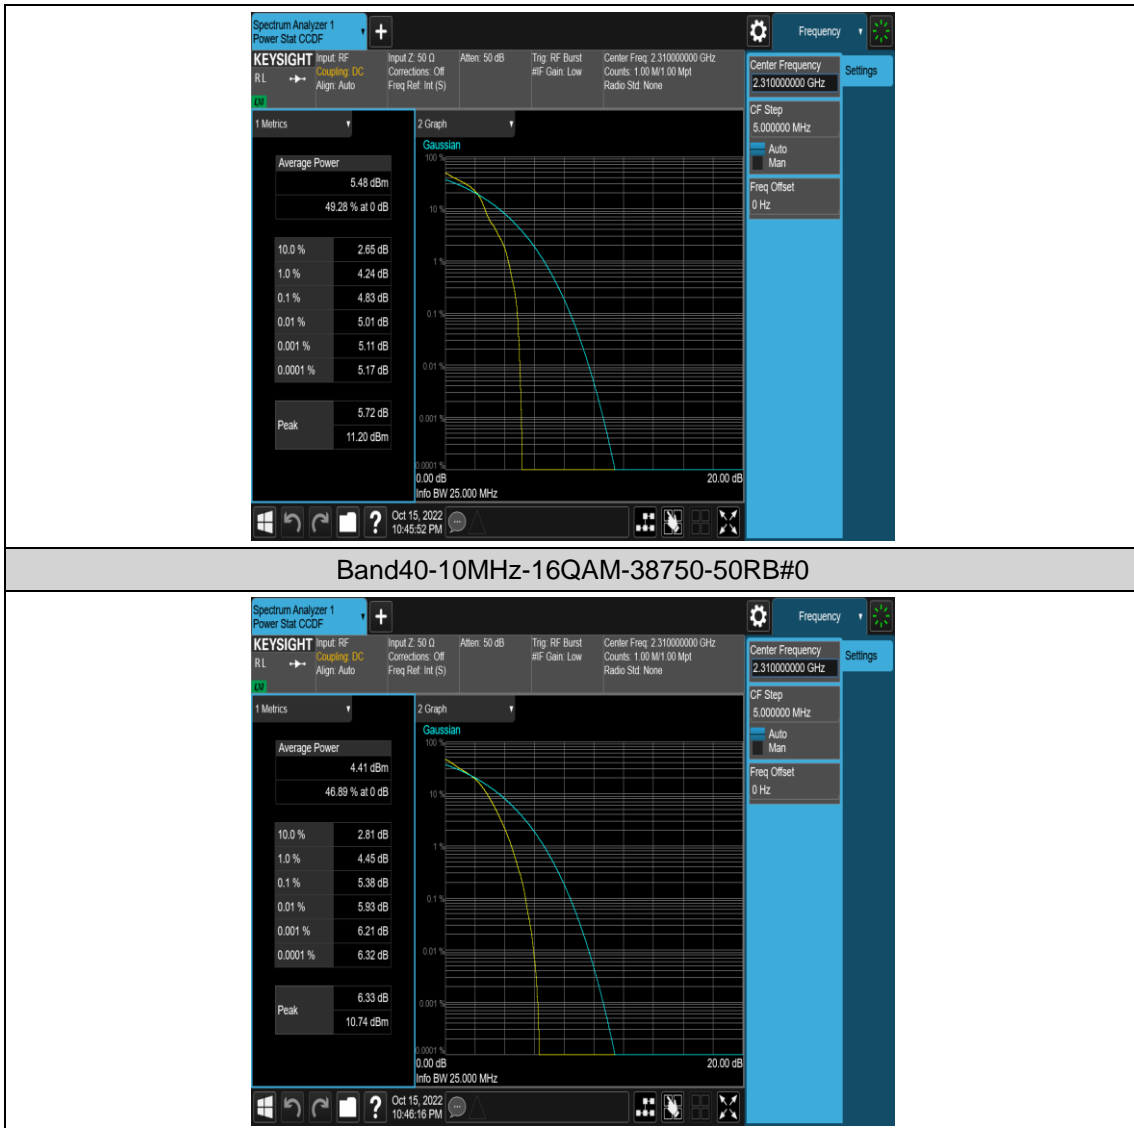 Spectrum Analyzer 1
Power Stat CCDF
+
Frequency
KEYSIGHT
RL
LXI
Input: RF
Coupling: DC
Align: Auto
Input Z: 50 Ω
Corrections: Off
Freq Ref: Int (S)
Atten: 50 dB
Trig: RF Burst
#IF Gain: Low
Center Freq: 2.310000000 GHz
Counts: 1.00 M/1.00 Mpt
Radio Std: None
Center Frequency
2.310000000 GHz
Settings
CF Step
5.000000 MHz
Auto
Man
Freq Offset
0 Hz
1 Metrics
Average Power
5.48 dBm
49.28 % at 0 dB
10.0 % 2.65 dB
1.0 % 4.24 dB
0.1 % 4.83 dB
0.01 % 5.01 dB
0.001 % 5.11 dB
0.0001 % 5.17 dB
Peak
5.72 dB
11.20 dBm
2 Graph
Gaussian
100 %
10 %
1 %
0.1 %
0.01 %
0.001 %
0.0001 %
0.00 dB 20.00 dB
Info BW 25.000 MHz
?
Oct 15, 2022
10:45:52 PM
Band40-10MHz-16QAM-38750-50RB#0
Spectrum Analyzer 1
Power Stat CCDF
+
Frequency
KEYSIGHT
RL
LXI
Input: RF
Coupling: DC
Align: Auto
Input Z: 50 Ω
Corrections: Off
Freq Ref: Int (S)
Atten: 50 dB
Trig: RF Burst
#IF Gain: Low
Center Freq: 2.310000000 GHz
Counts: 1.00 M/1.00 Mpt
Radio Std: None
Center Frequency
2.310000000 GHz
Settings
CF Step
5.000000 MHz
Auto
Man
Freq Offset
0 Hz
1 Metrics
Average Power
4.41 dBm
46.89 % at 0 dB
10.0 % 2.81 dB
1.0 % 4.45 dB
0.1 % 5.38 dB
0.01 % 5.93 dB
0.001 % 6.21 dB
0.0001 % 6.32 dB
Peak
6.33 dB
10.74 dBm
2 Graph
Gaussian
100 %
10 %
1 %
0.1 %
0.01 %
0.001 %
0.0001 %
0.00 dB 20.00 dB
Info BW 25.000 MHz
?
Oct 15, 2022
10:46:16 PM